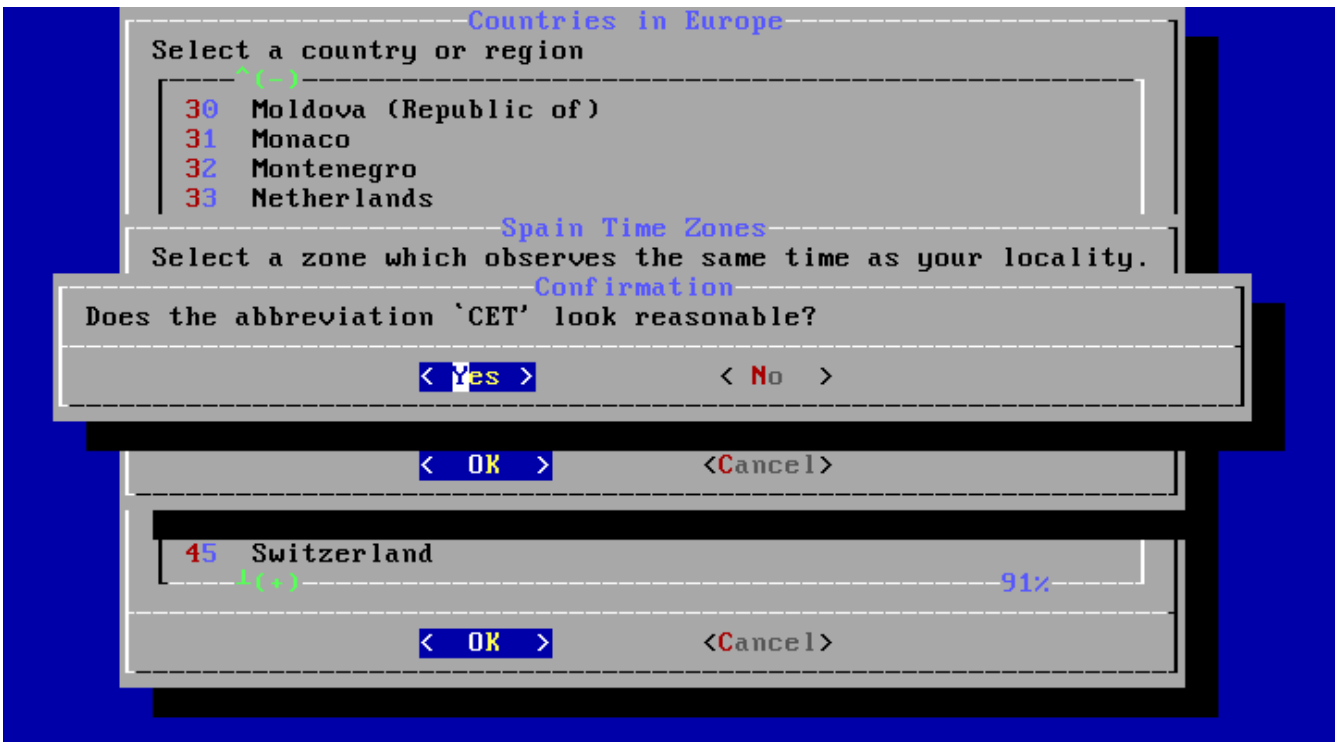 Countries in Europe
Select a country or region
^(-)
30 Moldova (Republic of)
31 Monaco
32 Montenegro
33 Netherlands
Spain Time Zones
Select a zone which observes the same time as your locality.
Confirmation
Does the abbreviation `CET' look reasonable?
< Yes > < No >
< OK > <Cancel>
45 Switzerland
┴(+) 91%
< OK > <Cancel>